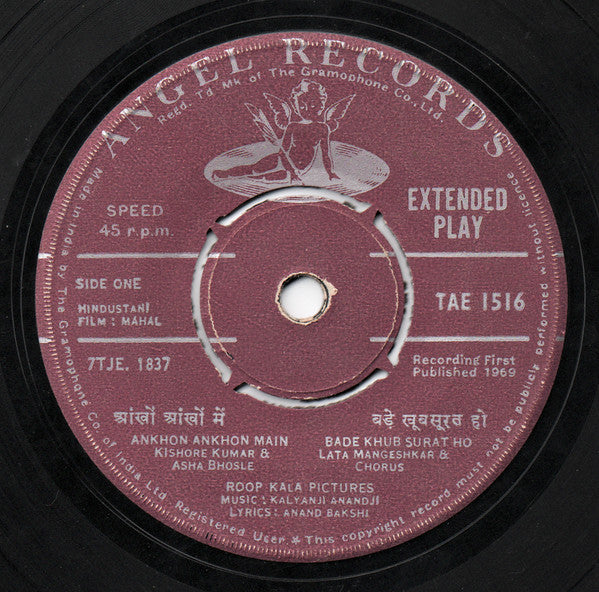 ANGEL RECORDS
Regd. Td. Mk. of The Gramophone Co., Ltd.
EXTENDED
PLAY
SPEED
45 r.p.m.
SIDE ONE
TAE 1516
HINDUSTANI
FILM : MAHAL
7TJE. 1837
Recording First
Published 1969
आंखों आंखों में
ANKHON ANKHON MAIN
KISHORE KUMAR &
ASHA BHOSLE
बडे खूबसूरत हो
BADE KHUB SURAT HO
LATA MANGESHKAR &
CHORUS
ROOP KALA PICTURES
MUSIC : KALYANJI ANANDJI
LYRICS : ANAND BAKSHI
Made in India by The Gramophone Co. of India Ltd. Registered User ★ This copyright record must not be publicly performed without licence